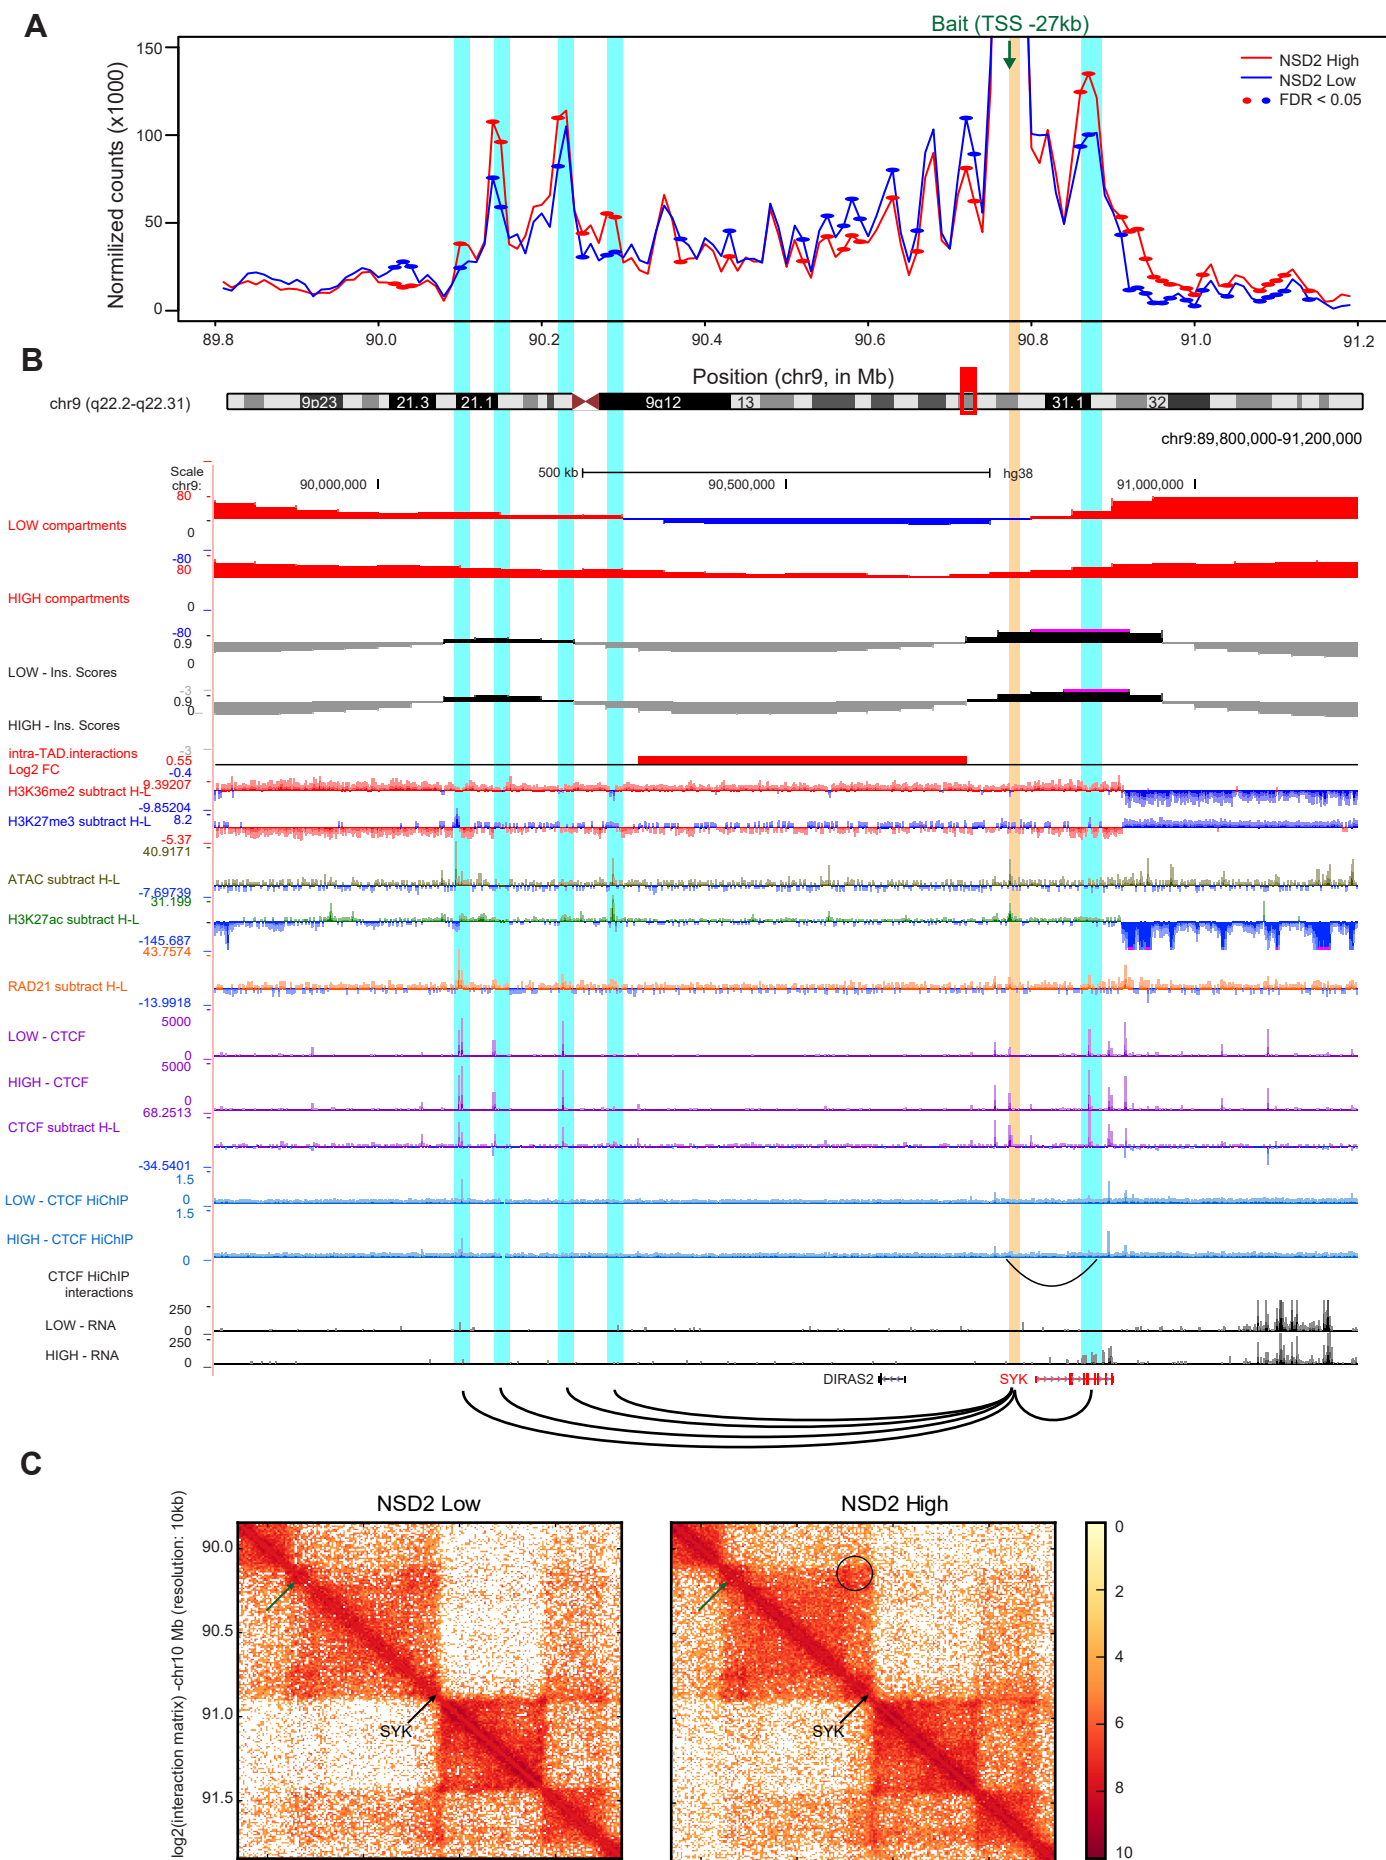 A
Bait (TSS -27kb)
Normilized counts (x1000)
150
100
50
0
NSD2 High
NSD2 Low
FDR < 0.05
89.8 90.0 90.2 90.4 90.6 90.8 91.0 91.2
Position (chr9, in Mb)
B
chr9 (q22.2-q22.31)
9p23 21.3 21.1 9q12 13 31.1 32
chr9:89,800,000-91,200,000
Scale 500 kb hg38
chr9: 90,000,000 90,500,000 91,000,000
80
LOW compartments
0
-80
80
HIGH compartments
0
-80
0.9
0
LOW - Ins. Scores
-3
0.9
0
HIGH - Ins. Scores
-3
intra-TAD.interactions
0.55
Log2 FC
-0.4
9.39207
H3K36me2 subtract H-L
-9.85204
8.2
H3K27me3 subtract H-L
-5.37
40.9171
ATAC subtract H-L
-7.69739
31.199
H3K27ac subtract H-L
-145.687
43.7574
RAD21 subtract H-L
-13.9918
5000
LOW - CTCF
0
5000
HIGH - CTCF
0
68.2513
CTCF subtract H-L
-34.5401
1.5
0
LOW - CTCF HiChIP
1.5
HIGH - CTCF HiChIP
0
CTCF HiChIP
interactions
250
LOW - RNA
0
250
HIGH - RNA
0
DIRAS2 SYK
C
NSD2 Low NSD2 High
log2(interaction matrix) -chr10 Mb (resolution: 10kb)
90.0
90.5
91.0
91.5
SYK
SYK
0
2
4
6
8
10